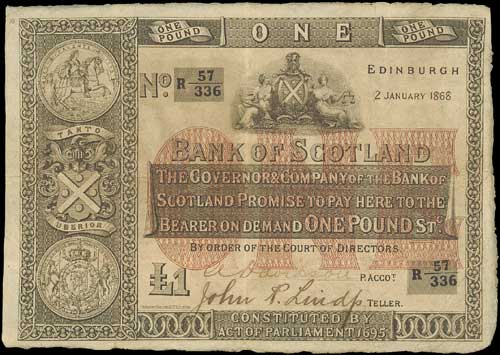 ONE POUND
ONE
ONE POUND
No. R 57/336
EDINBURGH
2 JANUARY 1868
TANTO
UBERIOR
BANK OF SCOTLAND
THE GOVERNOR & COMPANY OF THE BANK OF
SCOTLAND PROMISE TO PAY HERE TO THE
BEARER ON DEMAND ONE POUND STG
BY ORDER OF THE COURT OF DIRECTORS
P. ACCOT.
R 57/336
£1
John P. TELLER.
CONSTITUTED BY
ACT OF PARLIAMENT 1695